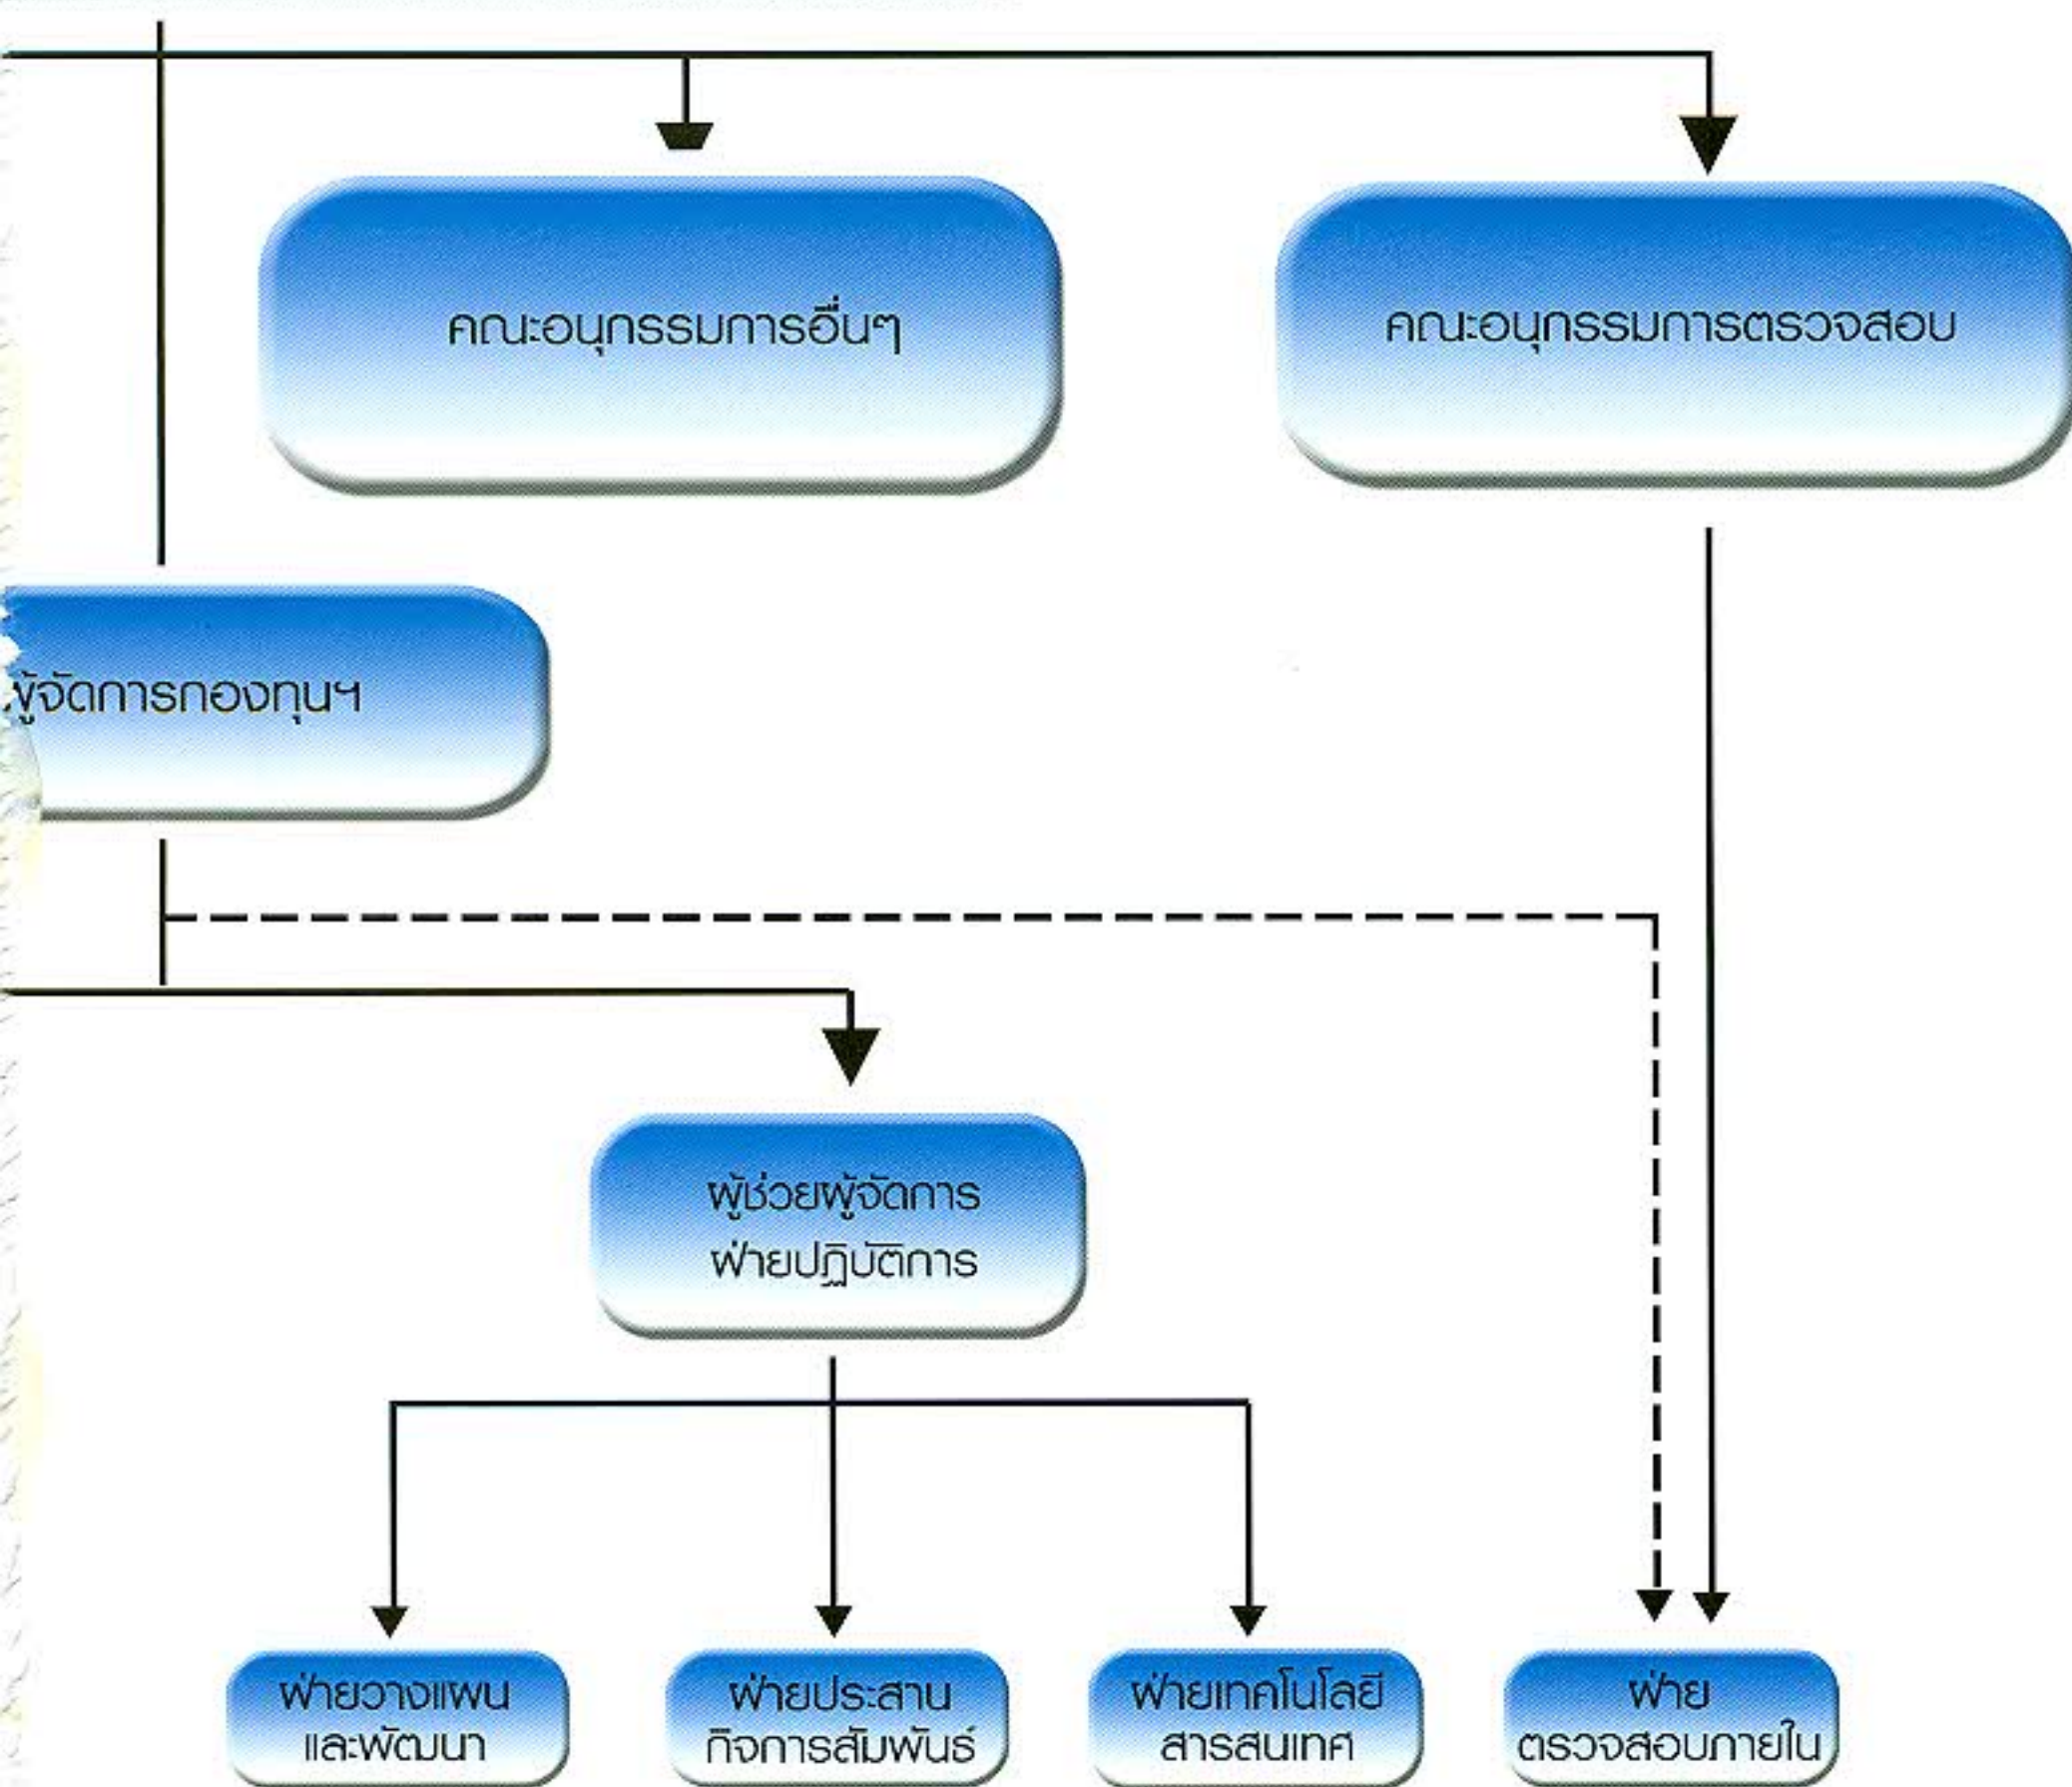 คณะอนุกรรมการอื่นๆ
คณะอนุกรรมการตรวจสอบ
ผู้จัดการกองทุนฯ
ผู้ช่วยผู้จัดการ
ฝ่ายปฏิบัติการ
ฝ่ายวางแผน
และพัฒนา
ฝ่ายประสาน
กิจการสัมพันธ์
ฝ่ายเทคโนโลยี
สารสนเทศ
ฝ่าย
ตรวจสอบภายใน